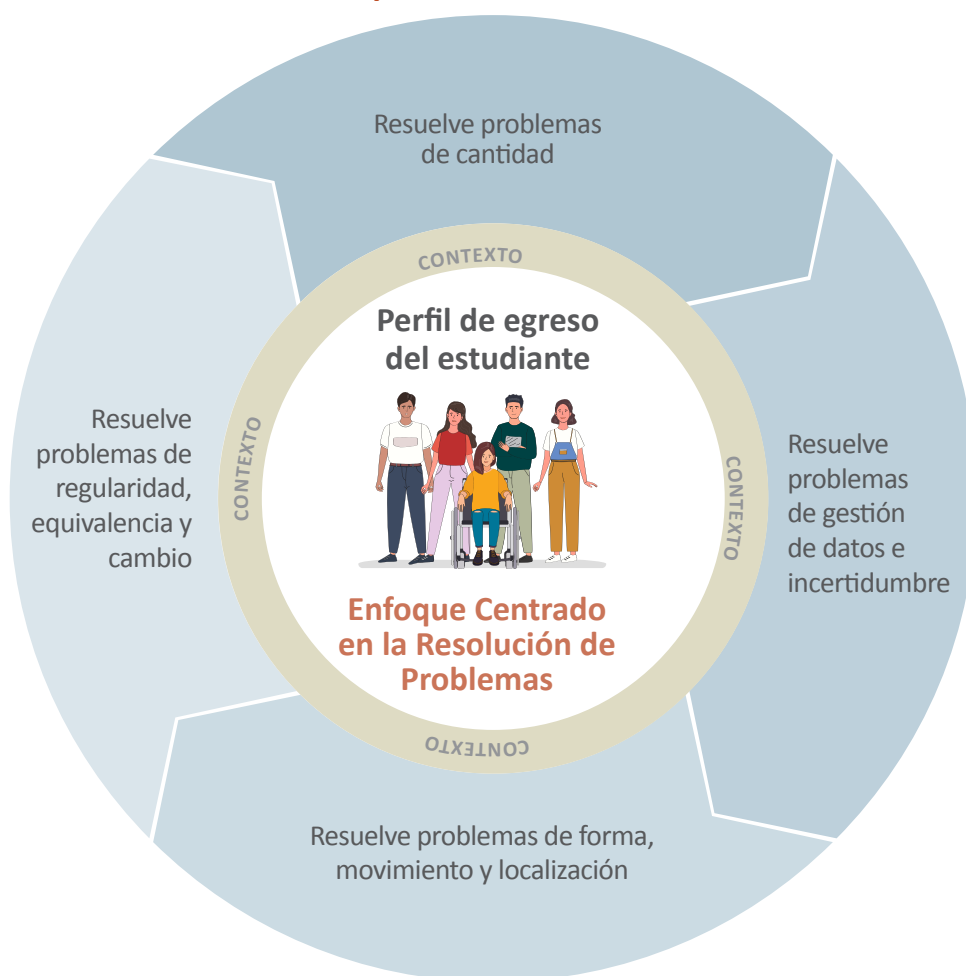 Resuelve problemas
de cantidad
CONTEXTO
Perfil de egreso
del estudiante
Resuelve
problemas de
regularidad,
equivalencia y
cambio
CONTEXTO
CONTEXTO
Resuelve
problemas
de gestión
de datos e
incertidumbre
Enfoque Centrado
en la Resolución de
Problemas
CONTEXTO
Resuelve problemas de forma,
movimiento y localización